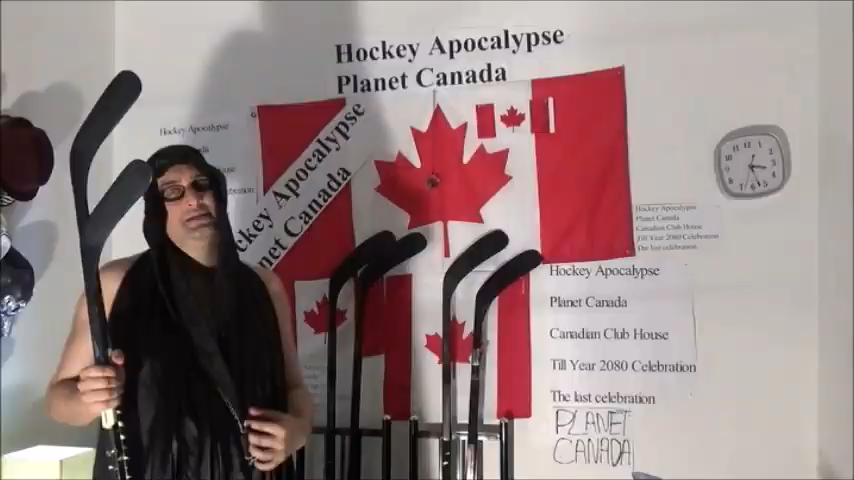 Hockey Apocalypse
Planet Canada
Hockey Apocalypse
ckey Apocalypse
net Canada
Hockey Apocalypse
Planet Canada
Canadian Club House
Till Year 2080 Celebration
The last celebration
Hockey Apocalypse
Planet Canada
Canadian Club House
Till Year 2080 Celebration
The last celebration
PLANET
CANADA